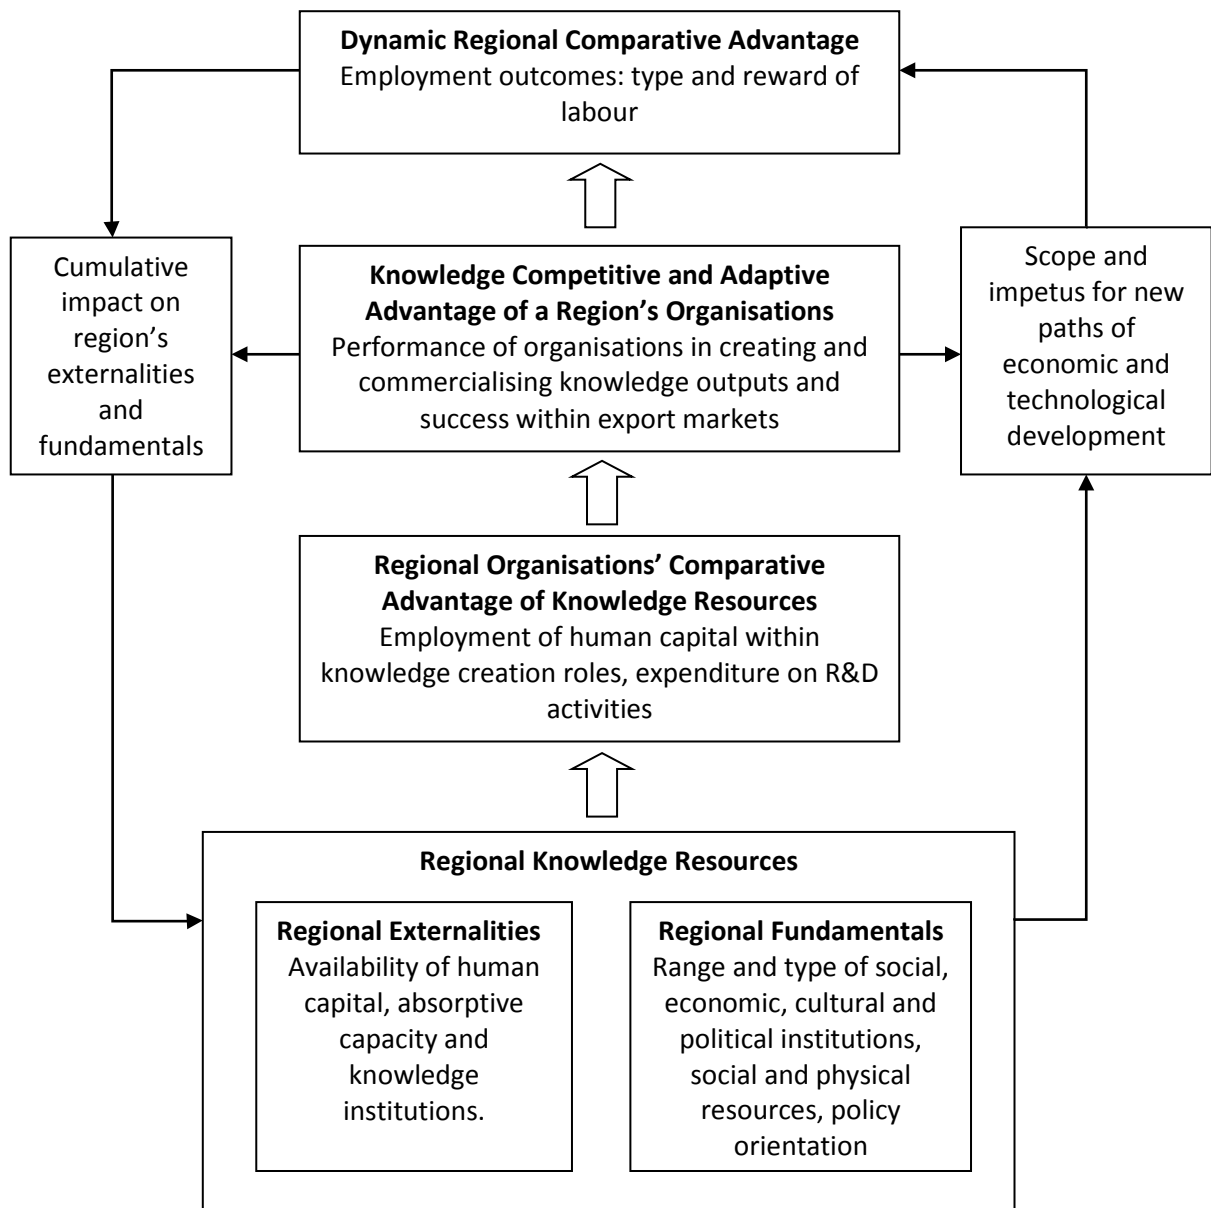 Dynamic Regional Comparative Advantage
Employment outcomes: type and reward of
labour
Cumulative
impact on
region’s
externalities
and
fundamentals
Knowledge Competitive and Adaptive
Advantage of a Region’s Organisations
Performance of organisations in creating and
commercialising knowledge outputs and
success within export markets
Scope and
impetus for new
paths of
economic and
technological
development
Regional Organisations’ Comparative
Advantage of Knowledge Resources
Employment of human capital within
knowledge creation roles, expenditure on R&D
activities
Regional Knowledge Resources
Regional Externalities
Availability of human
capital, absorptive
capacity and
knowledge
institutions.
Regional Fundamentals
Range and type of social,
economic, cultural and
political institutions,
social and physical
resources, policy
orientation